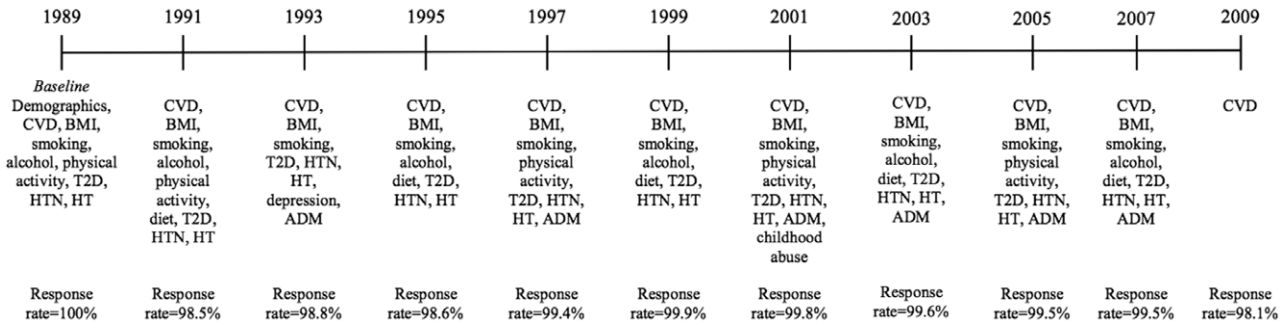 1989
1991
1993
1995
1997
1999
2001
2003
2005
2007
2009
Baseline
Demographics,
CVD, BMI,
smoking,
alcohol, physical
activity, T2D,
HTN, HT
CVD,
BMI,
smoking,
alcohol,
physical
activity,
diet, T2D,
HTN, HT
CVD,
BMI,
smoking,
T2D, HTN,
HT,
depression,
ADM
CVD,
BMI,
smoking,
alcohol,
diet, T2D,
HTN, HT
CVD,
BMI,
smoking,
physical
activity,
T2D, HTN,
HT, ADM
CVD,
BMI,
smoking,
alcohol,
diet, T2D,
HTN, HT
CVD,
BMI,
smoking,
physical
activity,
T2D, HTN,
HT, ADM,
childhood
abuse
CVD,
BMI,
smoking,
alcohol,
diet, T2D,
HTN, HT,
ADM
CVD,
BMI,
smoking,
physical
activity,
T2D, HTN,
HT, ADM
CVD,
BMI,
smoking,
alcohol,
diet, T2D,
HTN, HT,
ADM
CVD
Response
rate=100%
Response
rate=98.5%
Response
rate=98.8%
Response
rate=98.6%
Response
rate=99.4%
Response
rate=99.9%
Response
rate=99.8%
Response
rate=99.6%
Response
rate=99.5%
Response
rate=99.5%
Response
rate=98.1%